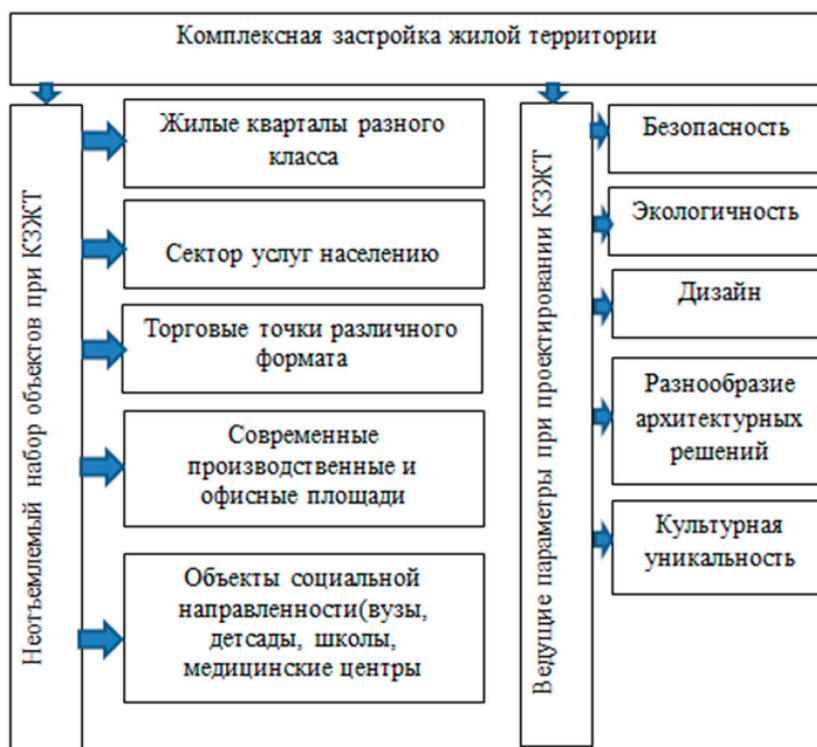 Комплексная застройка жилой территории
Неотъемлемый набор объектов при КЗЖТ
Жилые кварталы разного
класса
Сектор услуг населению
Торговые точки различного
формата
Современные
производственные и
офисные площади
Объекты социальной
направленности(вузы,
детсады, школы,
медицинские центры
Ведущие параметры при проектировании КЗЖТ
Безопасность
Экологичность
Дизайн
Разнообразие
архитектурных
решений
Культурная
уникальность